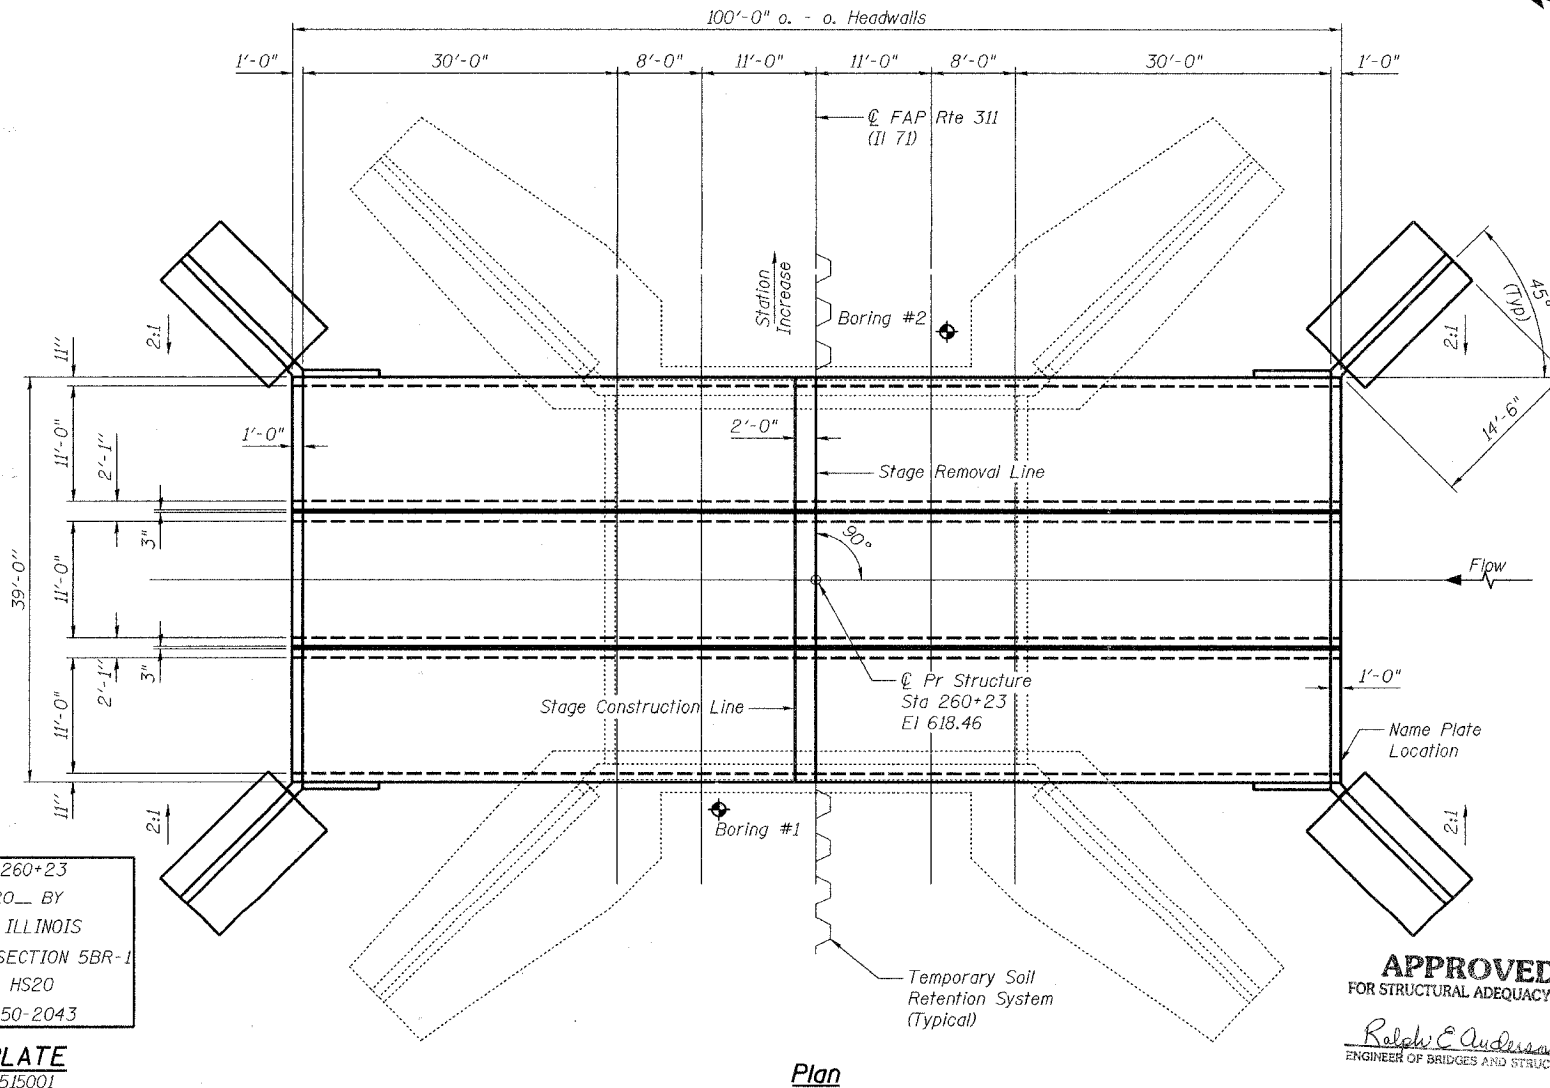 100'-0" o. - o. Headwalls
1'-0" 30'-0" 8'-0" 11'-0" 11'-0" 8'-0" 30'-0" 1'-0"
℄ FAP Rte 311
(Il 71)
Station
Increase
Boring #2
2:1
2:1
45°
(Typ)
14'-6"
11"
11'-0"
2'-1"
1'-0"
2'-0"
Stage Removal Line
3"
90°
39'-0"
11'-0"
Flow
2'-1"
3"
11'-0"
11"
℄ Pr Structure
Sta 260+23
El 618.46
Stage Construction Line
1'-0"
Name Plate
Location
2:1
2:1
Boring #1
Temporary Soil
Retention System
(Typical)
260+23
20__ BY
ILLINOIS
SECTION 5BR-1
HS20
50-2043
PLATE
515001
Plan
APPROVED
FOR STRUCTURAL ADEQUACY
Ralph E Anderson
ENGINEER OF BRIDGES AND STRUC